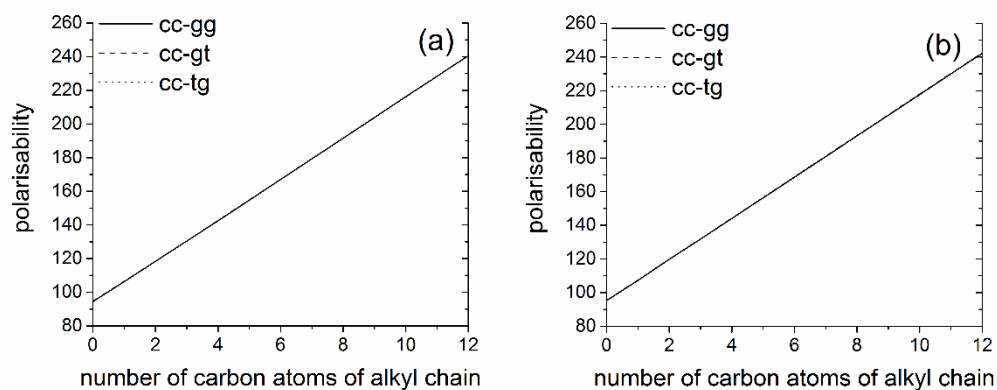 cc-gg
cc-gt
cc-tg
(a)
260
240
220
200
180
160
140
120
100
80
polarisability
0 2 4 6 8 10 12
number of carbon atoms of alkyl chain
cc-gg
cc-gt
cc-tg
(b)
260
240
220
200
180
160
140
120
100
80
polarisability
0 2 4 6 8 10 12
number of carbon atoms of alkyl chain